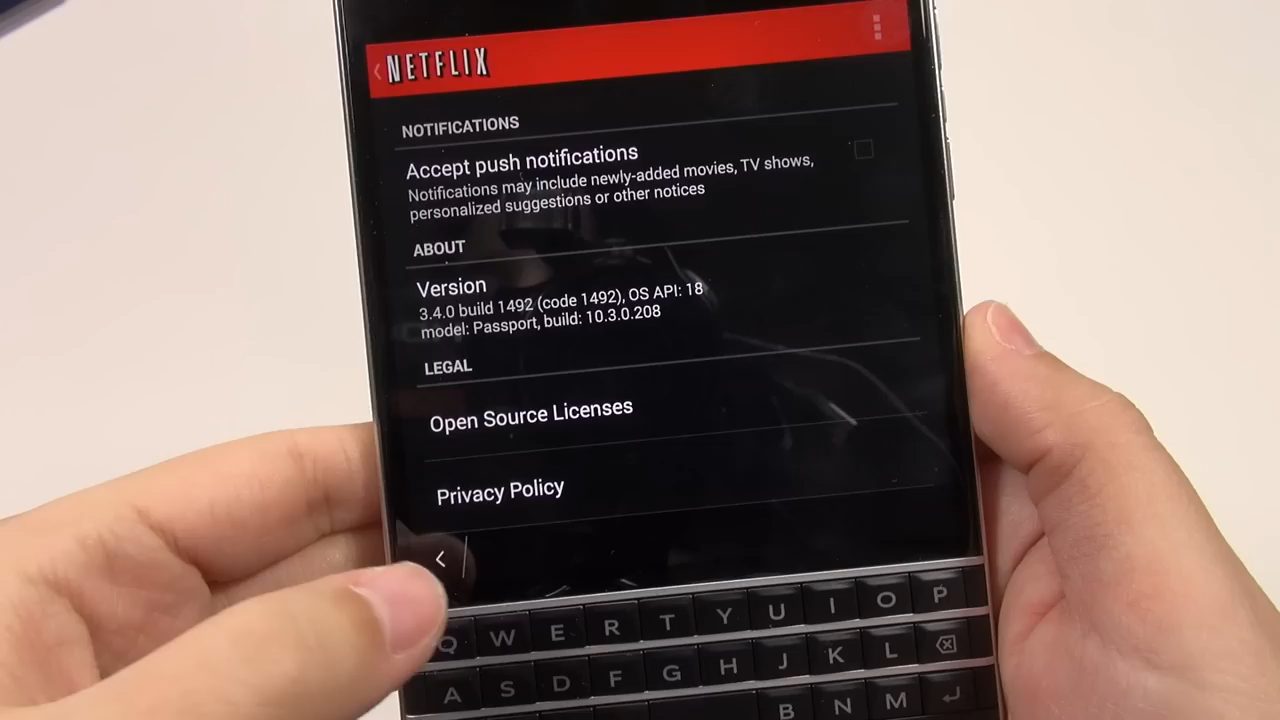 NETFLIX
NOTIFICATIONS
Accept push notifications
Notifications may include newly-added movies, TV shows,
personalized suggestions or other notices
ABOUT
Version
3.4.0 build 1492 (code 1492), OS API: 18
model: Passport, build: 10.3.0.208
LEGAL
Open Source Licenses
Privacy Policy
Q W E R T Y U I O P
A S D F G H J K L
B N M